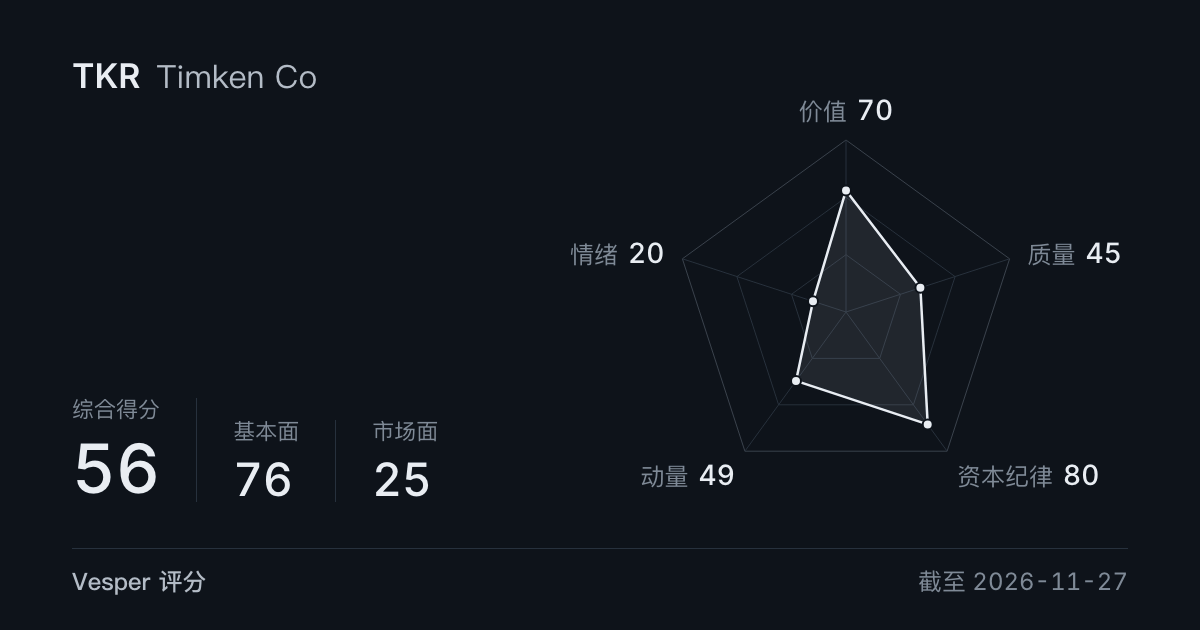 TKR Timken Co
价值 70
情绪 20
质量 45
动量 49
资本纪律 80
综合得分
56
基本面
76
市场面
25
Vesper 评分
截至 2026-11-27